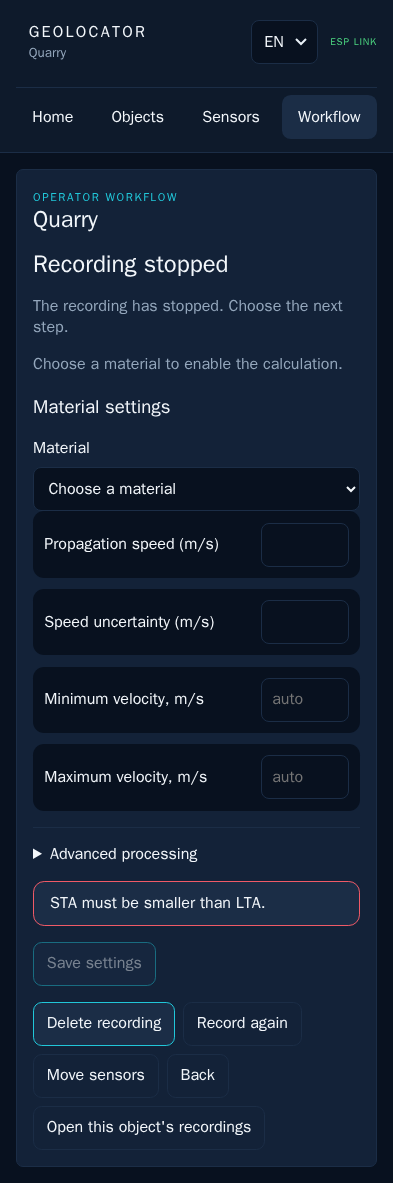 GEOLOCATOR
Quarry
EN
ESP LINK
Home
Objects
Sensors
Workflow
OPERATOR WORKFLOW
Quarry
Recording stopped
The recording has stopped. Choose the next
step.
Choose a material to enable the calculation.
Material settings
Material
Choose a material
Propagation speed (m/s)
Speed uncertainty (m/s)
Minimum velocity, m/s
auto
Maximum velocity, m/s
auto
Advanced processing
STA must be smaller than LTA.
Save settings
Delete recording
Record again
Move sensors
Back
Open this object's recordings